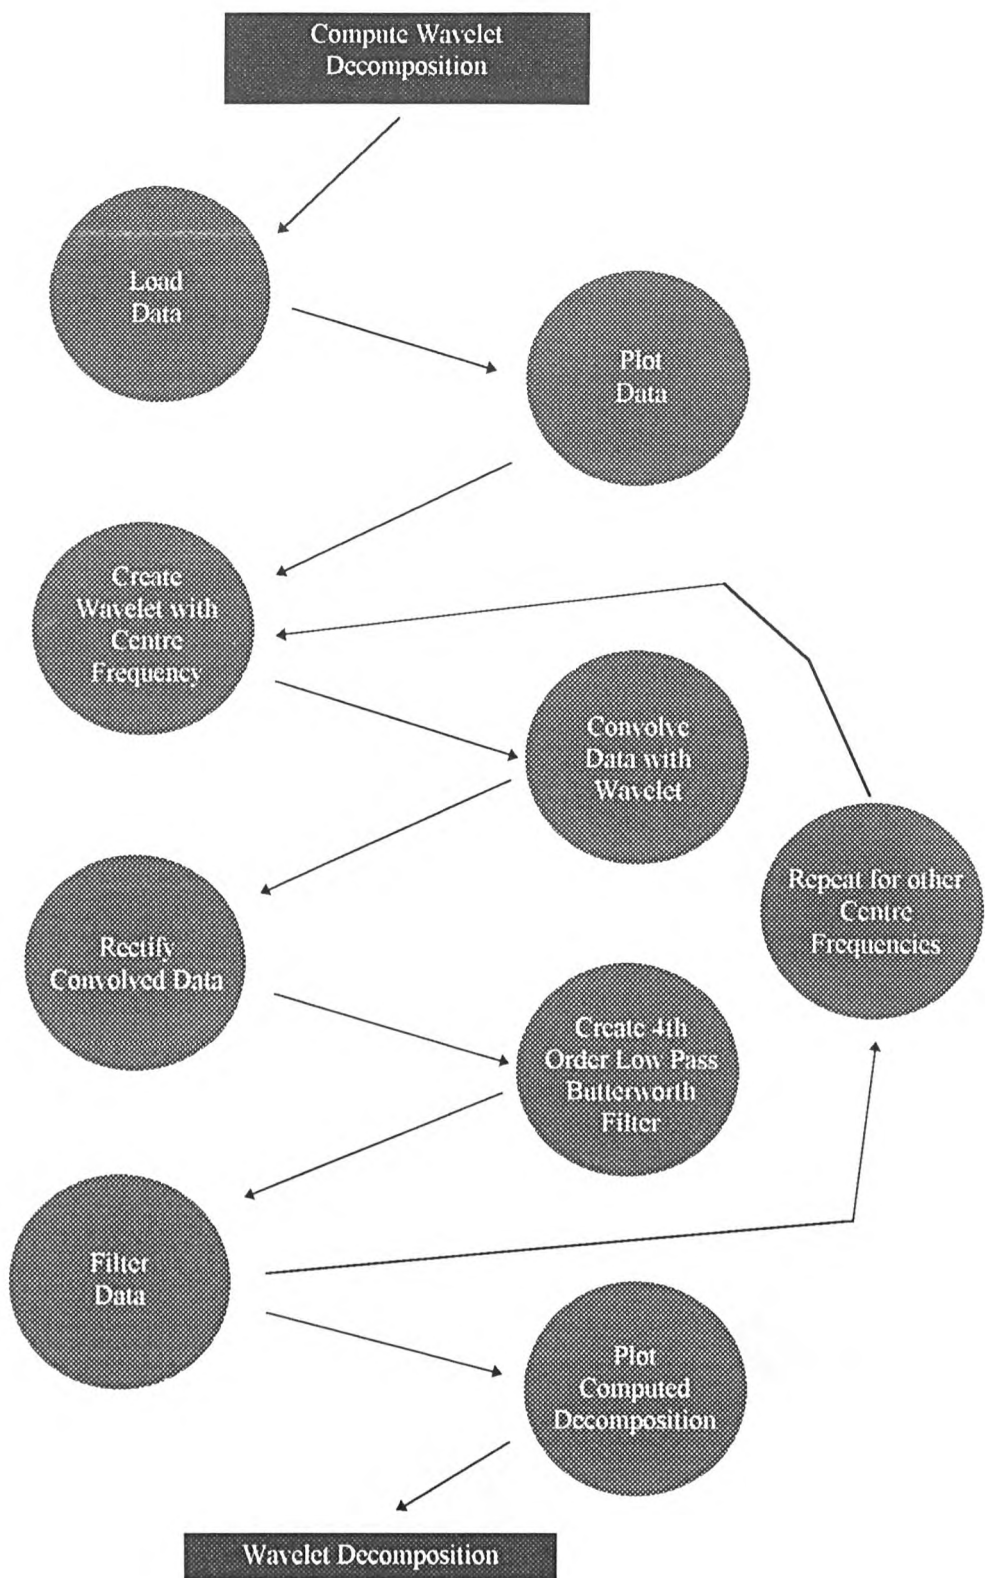 Compute Wavelet
Decomposition
Load
Data
Plot
Data
Create
Wavelet with
Centre
Frequency
Convolve
Data with
Wavelet
Repeat for other
Centre
Frequencies
Rectify
Convolved Data
Create 4th
Order Low Pass
Butterworth
Filter
Filter
Data
Plot
Computed
Decomposition
Wavelet Decomposition